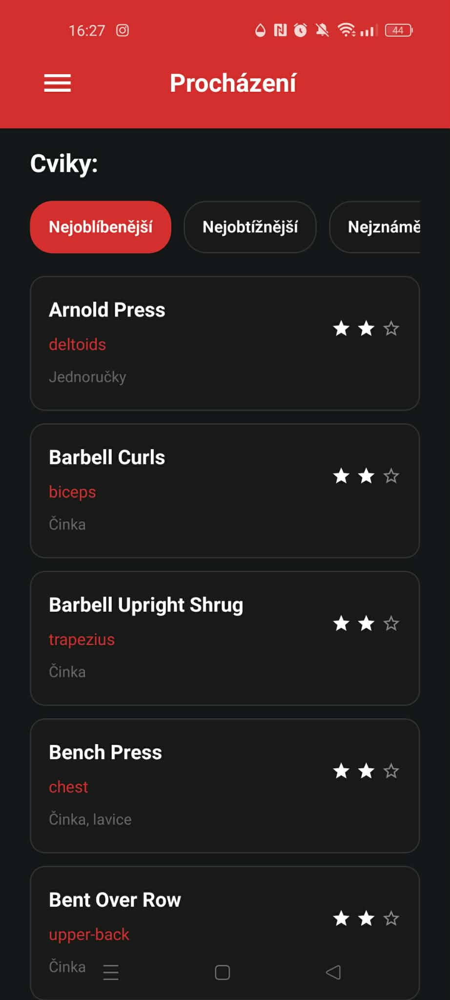 16:27
44
Procházení
Cviky:
Nejoblíbenější
Nejobtížnější
Nejznámě
Arnold Press
deltoids
Jednoručky
Barbell Curls
biceps
Činka
Barbell Upright Shrug
trapezius
Činka
Bench Press
chest
Činka, lavice
Bent Over Row
upper-back
Činka